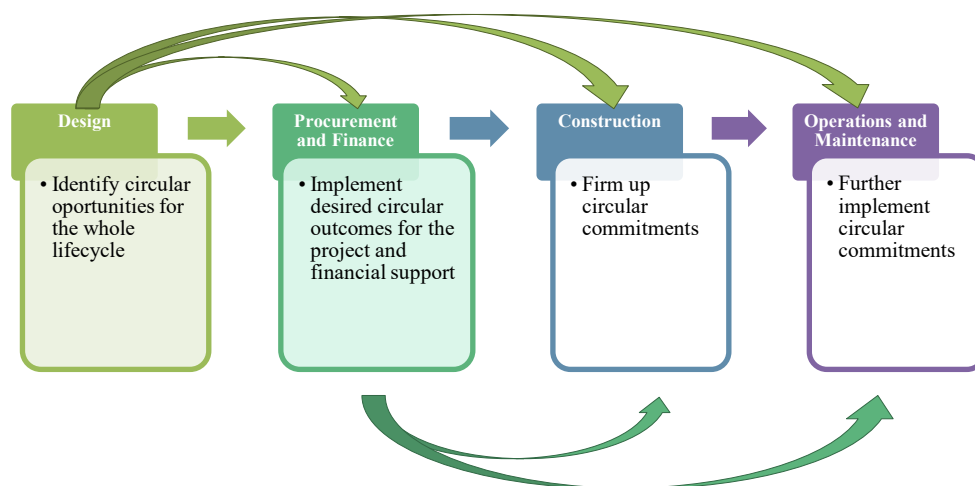 Design
• Identify circular
oportunities for
the whole
lifecycle
Procurement
and Finance
• Implement
desired circular
outcomes for the
project and
financial support
Construction
• Firm up
circular
commitments
Operations and
Maintenance
• Further
implement
circular
commitments